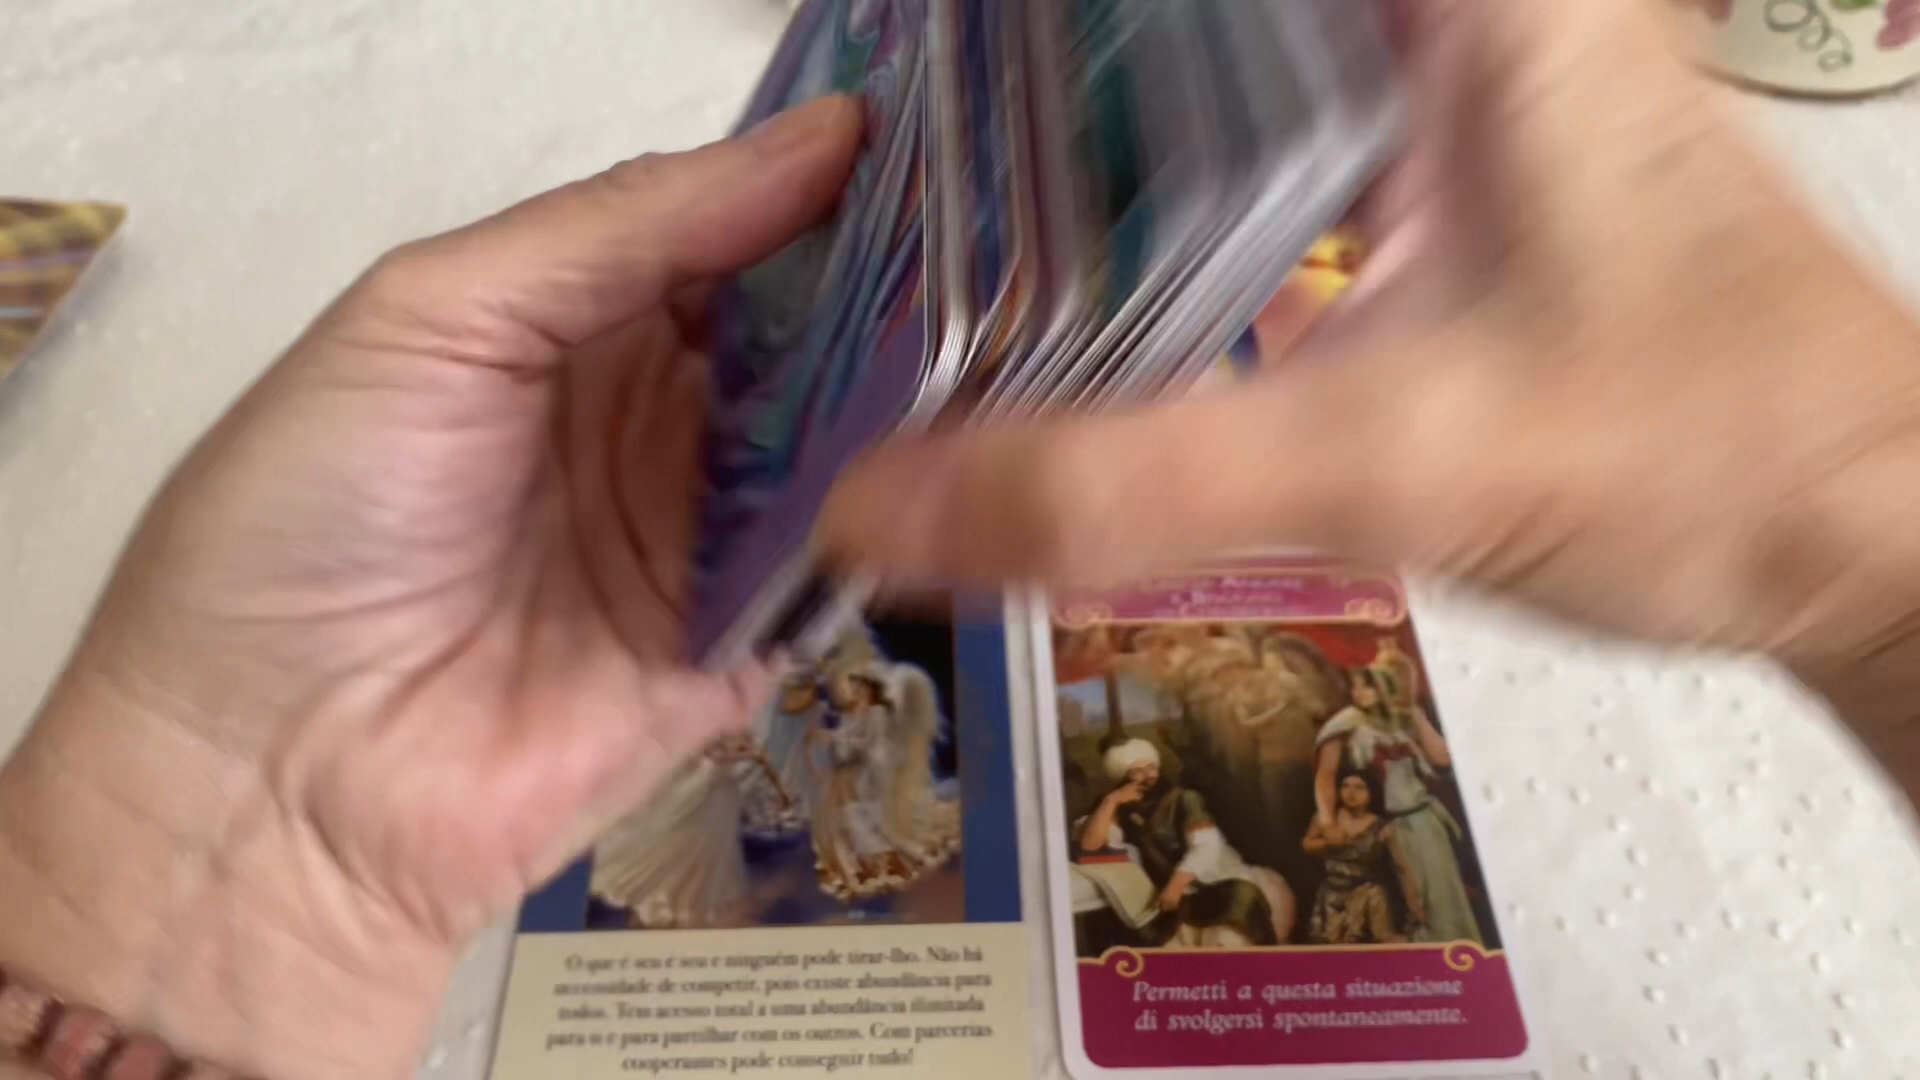 O que é seu é seu e ninguém pode tirar-lho. Não há
necessidade de competir, pois existe abundância para
todos. Tem acesso total a uma abundância ilimitada
para si e para partilhar com os outros. Com parcerias
cooperantes pode conseguir tudo!
Permetti a questa situazione
di svolgersi spontaneamente.